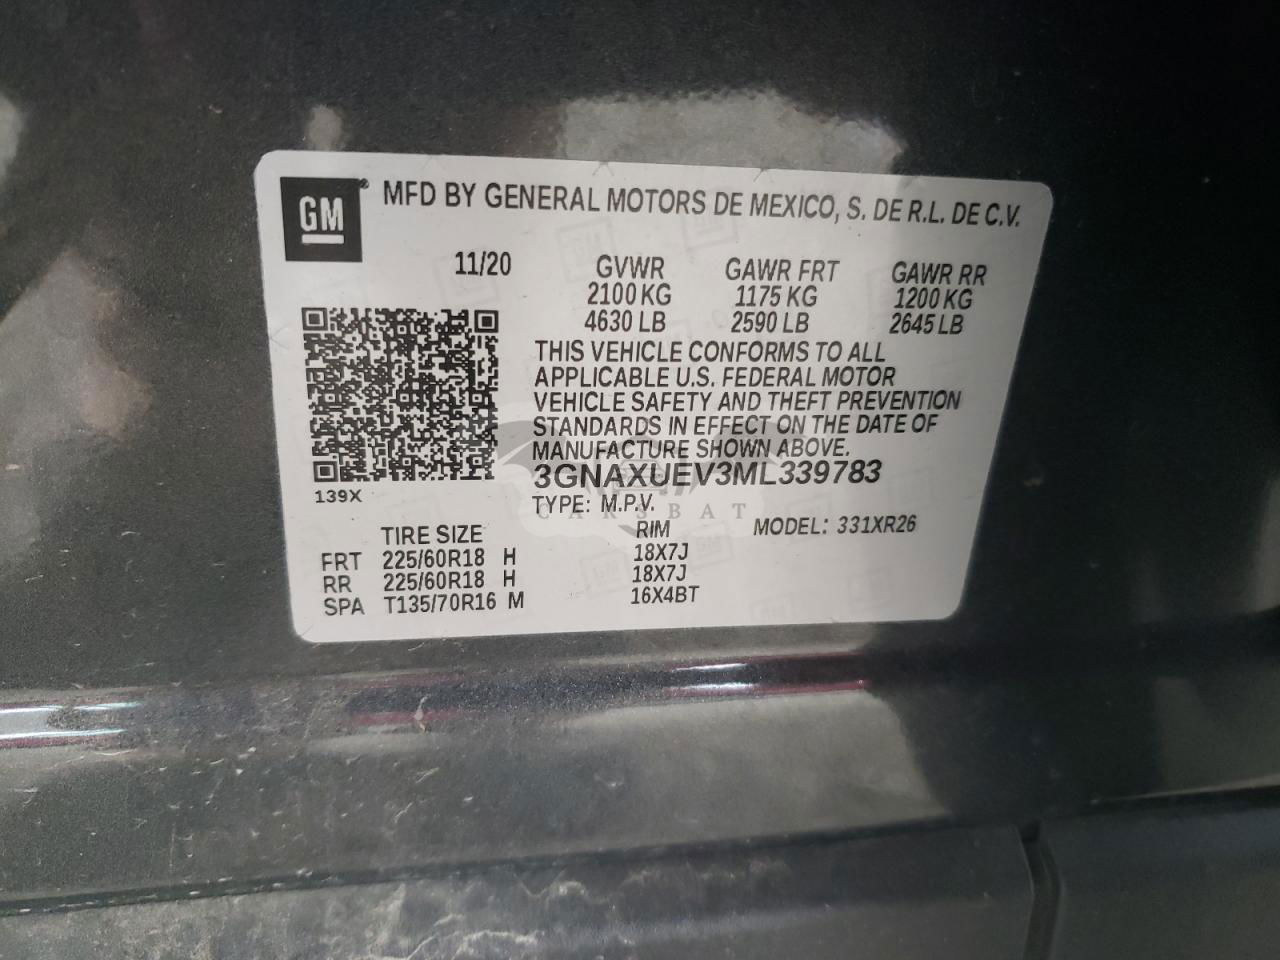 GM® MFD BY GENERAL MOTORS DE MEXICO, S. DE R.L. DE C.V.
11/20 GVWR GAWR FRT GAWR RR
2100 KG 1175 KG 1200 KG
4630 LB 2590 LB 2645 LB
THIS VEHICLE CONFORMS TO ALL
APPLICABLE U.S. FEDERAL MOTOR
VEHICLE SAFETY AND THEFT PREVENTION
STANDARDS IN EFFECT ON THE DATE OF
MANUFACTURE SHOWN ABOVE.
3GNAXUEV3ML339783
139X
TYPE: M.P.V.
CARSBAT
TIRE SIZE RIM MODEL: 331XR26
FRT 225/60R18 H 18X7J
RR 225/60R18 H 18X7J
SPA T135/70R16 M 16X4BT